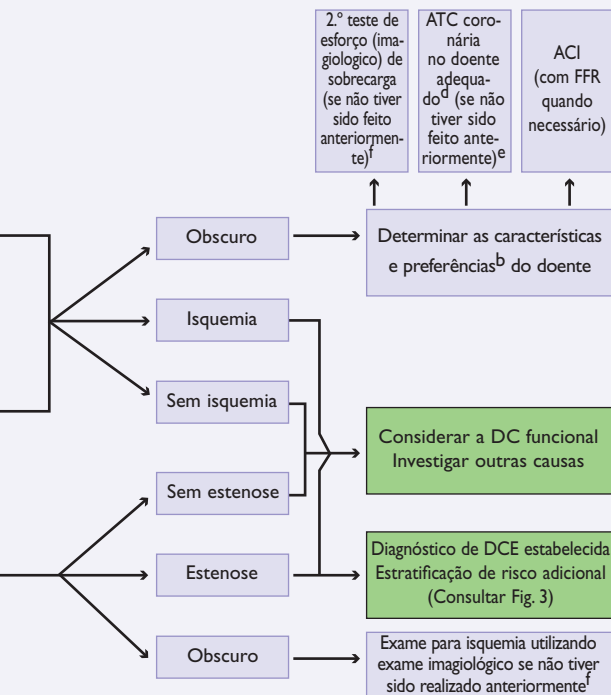 2.º teste de
esforço (ima-
giologico) de
sobrecarga
(se não tiver
sido feito
anteriormen-
te)f
ATC coro-
nária
no doente
adequa-
dod (se não
tiver sido
feito ante-
riormente)e
ACI
(com FFR
quando
necessário)
Obscuro
Determinar as características
e preferênciasb do doente
Isquemia
Sem isquemia
Considerar a DC funcional
Investigar outras causas
Sem estenose
Estenose
Diagnóstico de DCE estabelecida
Estratificação de risco adicional
(Consultar Fig. 3)
Obscuro
Exame para isquemia utilizando
exame imagiológico se não tiver
sido realizado anteriormentef